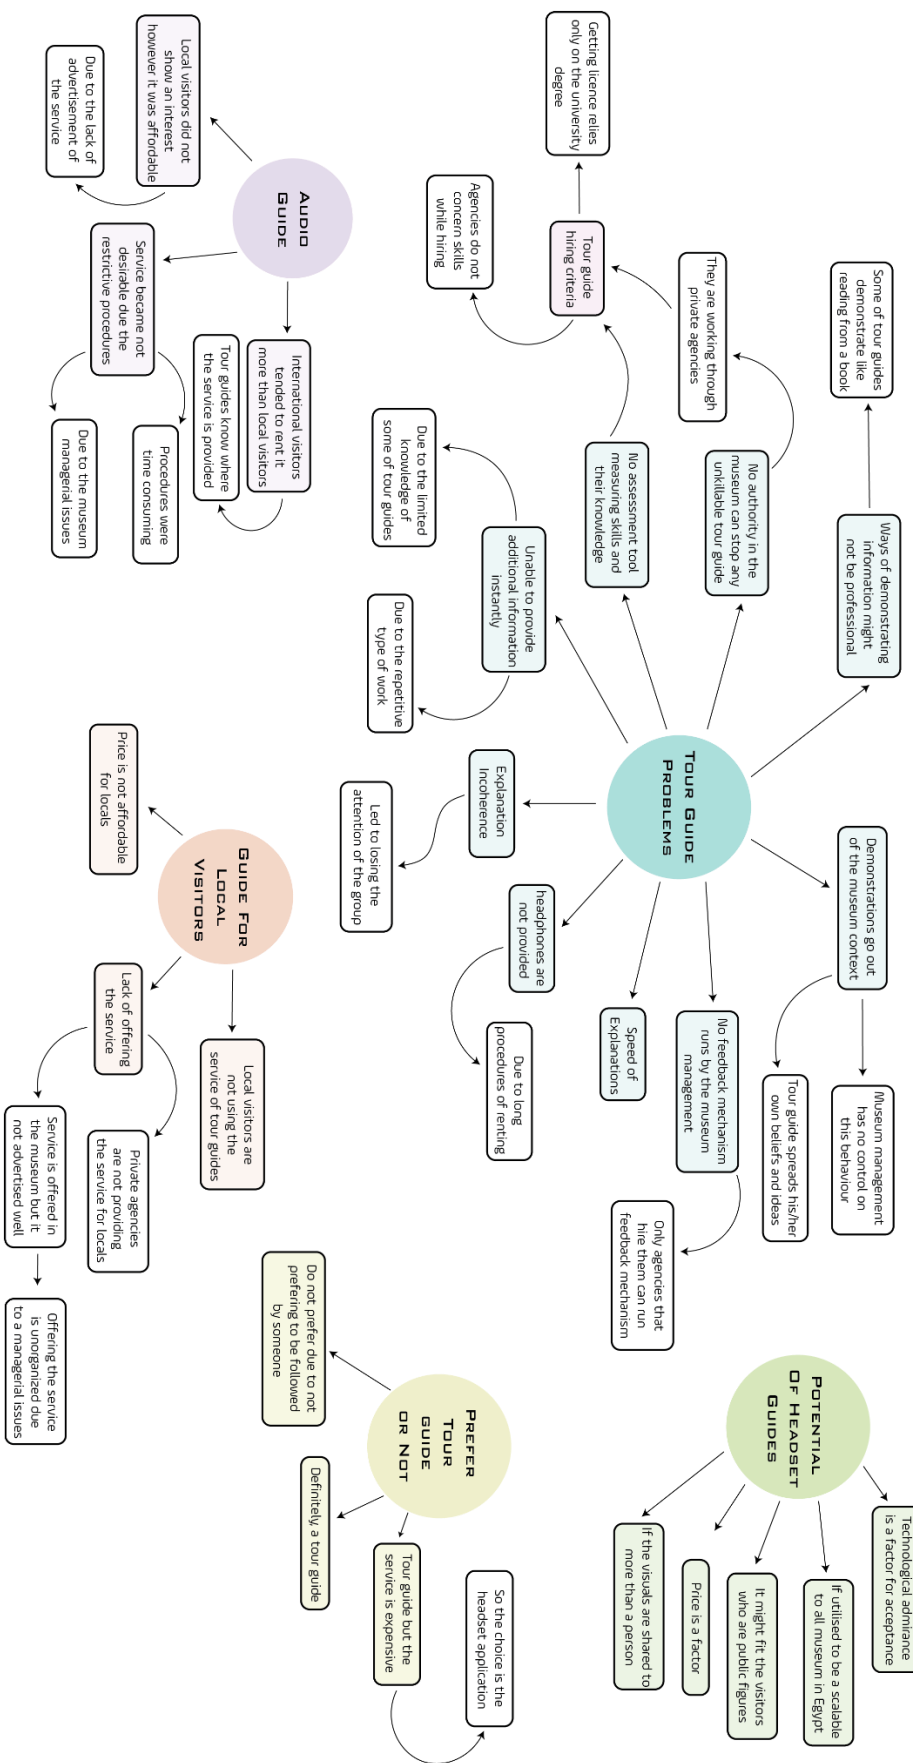 Some of tour guides
demonstrate like
reading from a book
Ways of demonstrating
information might
not be professional
They are working through
private agencies
No authority in the
museum can stop any
unkillable tour guide
Getting licence relies
only on the university
degree
Tour guide
hiring criteria
Agencies do not
concern skills
while hiring
No assessment tool
measuring skills and
their knowledge
Due to the limited
knowledge of
some of tour guides
Unable to provide
additional information
instantly
Due to the repetitive
type of work
Tour Guide
Problems
Explanation
Incoherence
Led to losing the
attention of the group
headphones are
not provided
Due to long
procedures of renting
Speed of
Explanations
No feedback mechanism
runs by the museum
management
Only agencies that
hire them can run
feedback mechanism
Demonstrations go out
of the museum context
Tour guide spreads his/her
own beliefs and ideas
Museum management
has no control on
this behaviour
Potential
Of Headset
Guides
Technological admirance
is a factor for acceptance
If utilised to be a scalable
to all museum in Egypt
It might fit the visitors
who are public figures
Price is a factor
If the visuals are shared to
more than a person
Audio
Guide
Local visitors did not
show an interest
however it was affordable
Due to the lack of
advertisement of
the service
Service became not
desirable due the
restrictive procedures
Procedures were
time consuming
Due to the museum
managerial issues
International visitors
tended to rent it
more than local visitors
Tour guides know where
the service is provided
Guide For
Local
Visitors
Price is not affordable
for locals
Lack of offering
the service
Local visitors are
not using the
service of tour guides
Private agencies
are not providing
the service for locals
Service is offered in
the museum but it
not advertised well
Offering the service
is unorganized due
to a managerial issues
Prefer
Tour
guide
or Not
Do not prefer due to not
prefering to be followed
by someone
Definitely, a tour guide
Tour guide but the
service is expensive
So the choice is the
headset application